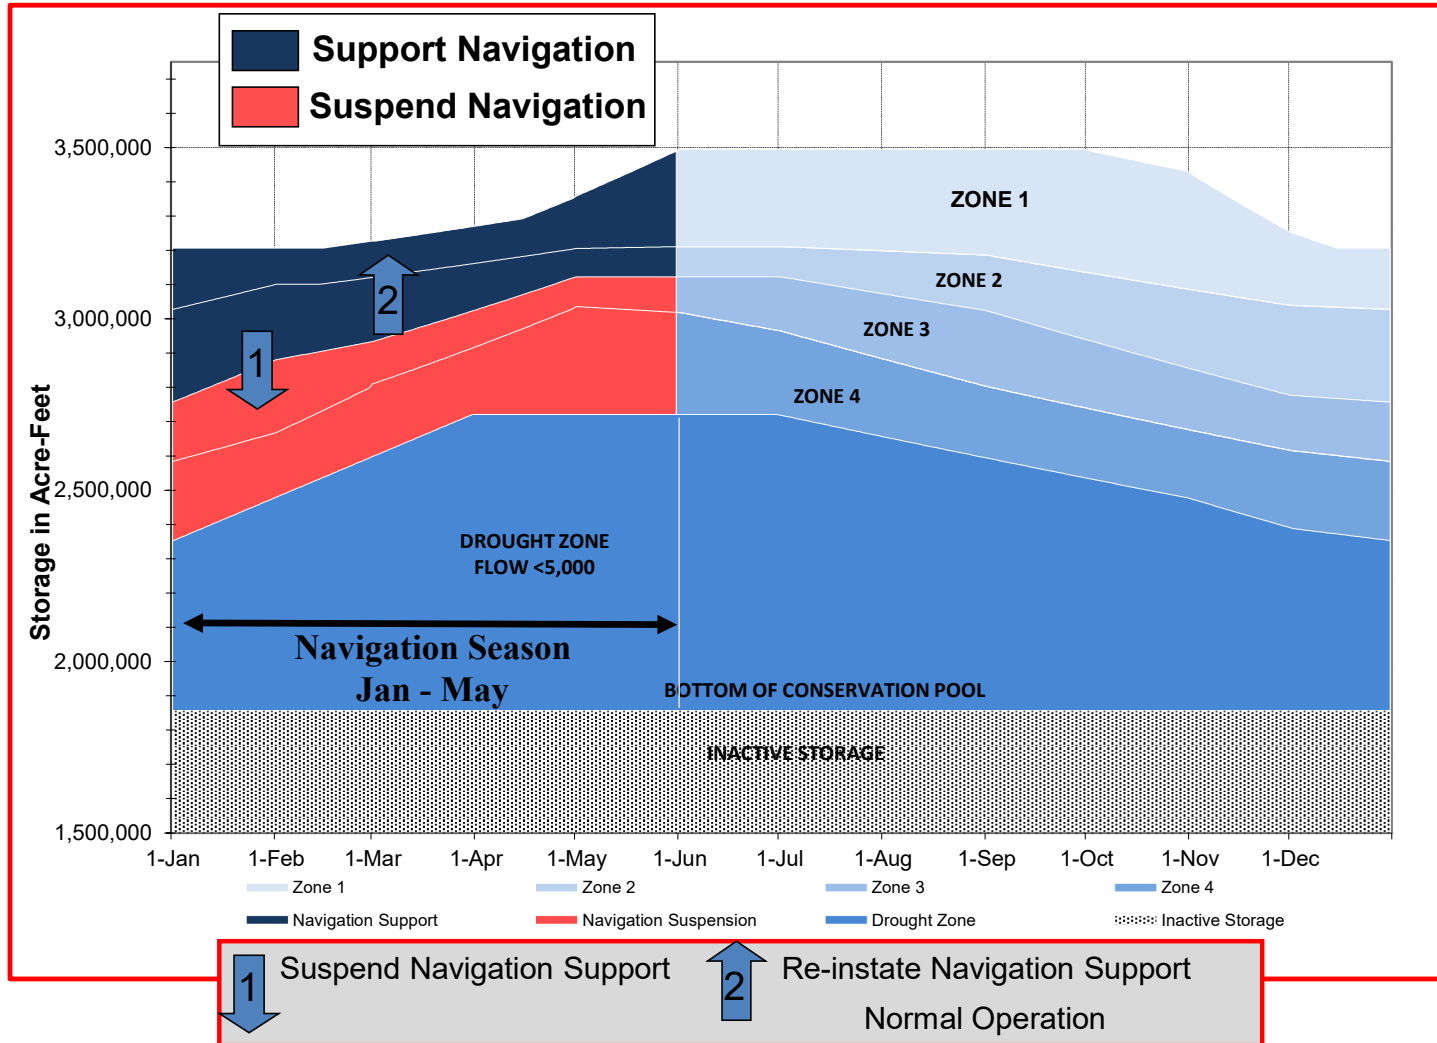 Support Navigation
Suspend Navigation
3,500,000
3,000,000
2,500,000
2,000,000
1,500,000
Storage in Acre-Feet
ZONE 1
ZONE 2
ZONE 3
ZONE 4
1
2
DROUGHT ZONE
FLOW <5,000
Navigation Season
Jan - May
BOTTOM OF CONSERVATION POOL
INACTIVE STORAGE
1-Jan 1-Feb 1-Mar 1-Apr 1-May 1-Jun 1-Jul 1-Aug 1-Sep 1-Oct 1-Nov 1-Dec
Zone 1 Zone 2 Zone 3 Zone 4
Navigation Support Navigation Suspension Drought Zone Inactive Storage
1 Suspend Navigation Support 2 Re-instate Navigation Support
Normal Operation